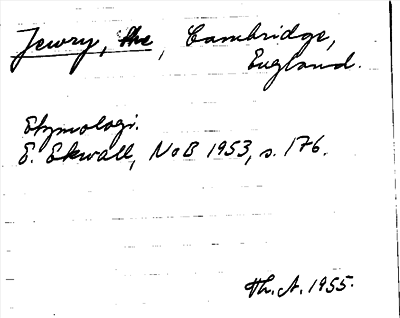 Jewry, the, Cambridge,
England.
Etymologi.
E. Ekwall, NoB 1953, s. 176.
Th. A. 1955.